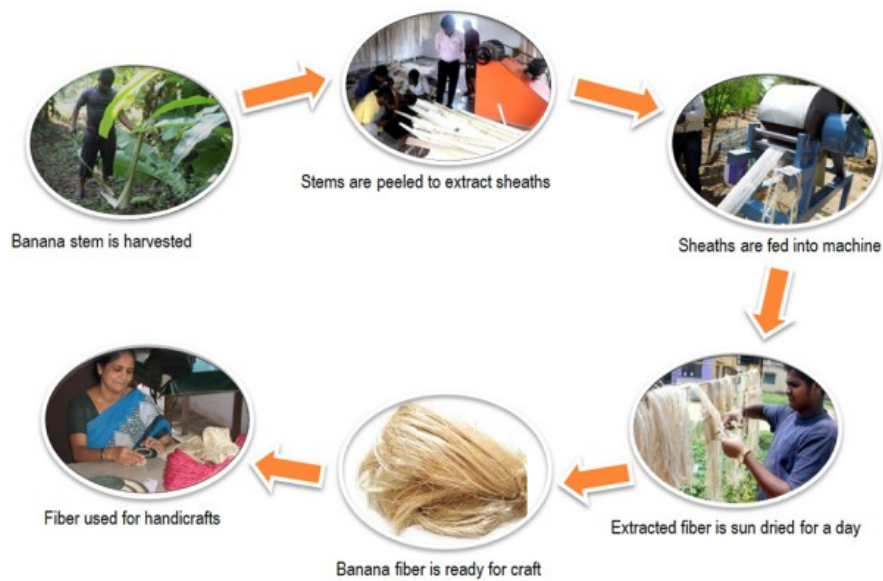 Banana stem is harvested
Stems are peeled to extract sheaths
Sheaths are fed into machine
Extracted fiber is sun dried for a day
Banana fiber is ready for craft
Fiber used for handicrafts